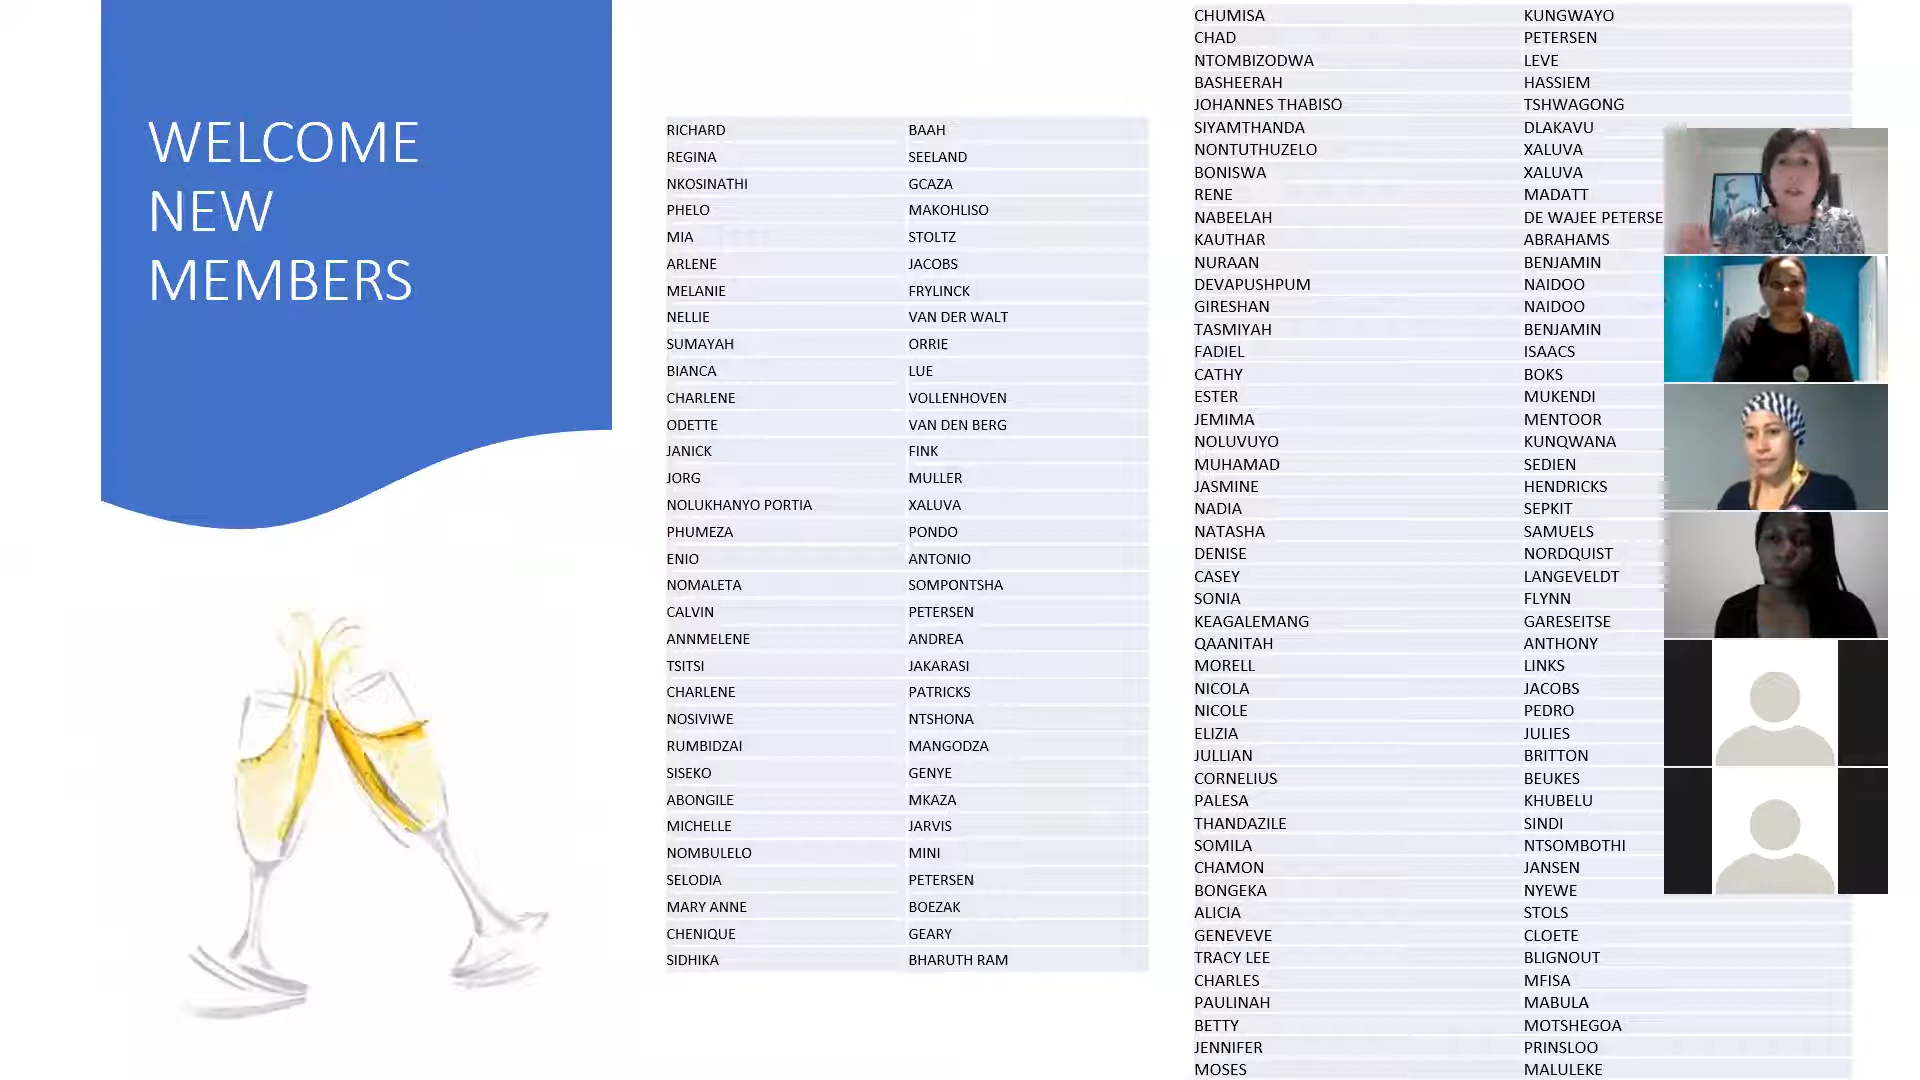 WELCOME
NEW
MEMBERS
RICHARD BAAH
REGINA SEELAND
NKOSINATHI GCAZA
PHELO MAKOHLISO
MIA STOLTZ
ARLENE JACOBS
MELANIE FRYLINCK
NELLIE VAN DER WALT
SUMAYAH ORRIE
BIANCA LUE
CHARLENE VOLLENHOVEN
ODETTE VAN DEN BERG
JANICK FINK
JORG MULLER
NOLUKHANYO PORTIA XALUVA
PHUMEZA PONDO
ENIO ANTONIO
NOMALETA SOMPONTSHA
CALVIN PETERSEN
ANNMELENE ANDREA
TSITSI JAKARASI
CHARLENE PATRICKS
NOSIVIWE NTSHONA
RUMBIDZAI MANGODZA
SISEKO GENYE
ABONGILE MKAZA
MICHELLE JARVIS
NOMBULELO MINI
SELODIA PETERSEN
MARY ANNE BOEZAK
CHENIQUE GEARY
SIDHIKA BHARUTH RAM
CHUMISA KUNGWAYO
CHAD PETERSEN
NTOMBIZODWA LEVE
BASHEERAH HASSIEM
JOHANNES THABISO TSHWAGONG
SIYAMTHANDA DLAKAVU
NONTUTHUZELO XALUVA
BONISWA XALUVA
RENE MADATT
NABEELAH DE WAJEE PETERSE
KAUTHAR ABRAHAMS
NURAAN BENJAMIN
DEVAPUSHPUM NAIDOO
GIRESHAN NAIDOO
TASMIYAH BENJAMIN
FADIEL ISAACS
CATHY BOKS
ESTER MUKENDI
JEMIMA MENTOOR
NOLUVUYO KUNQWANA
MUHAMAD SEDIEN
JASMINE HENDRICKS
NADIA SEPKIT
NATASHA SAMUELS
DENISE NORDQUIST
CASEY LANGEVELDT
SONIA FLYNN
KEAGALEMANG GARESEITSE
QAANITAH ANTHONY
MORELL LINKS
NICOLA JACOBS
NICOLE PEDRO
ELIZIA JULIES
JULLIAN BRITTON
CORNELIUS BEUKES
PALESA KHUBELU
THANDAZILE SINDI
SOMILA NTSOMBOTHI
CHAMON JANSEN
BONGEKA NYEWE
ALICIA STOLS
GENEVEVE CLOETE
TRACY LEE BLIGNOUT
CHARLES MFISA
PAULINAH MABULA
BETTY MOTSHEGOA
JENNIFER PRINSLOO
MOSES MALULEKE